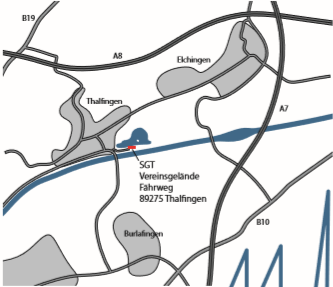 B19
A8
Elchingen
Thalfingen
A7
SGT
Vereinsgelände
Fährweg
89275 Thalfingen
B10
Burlafingen